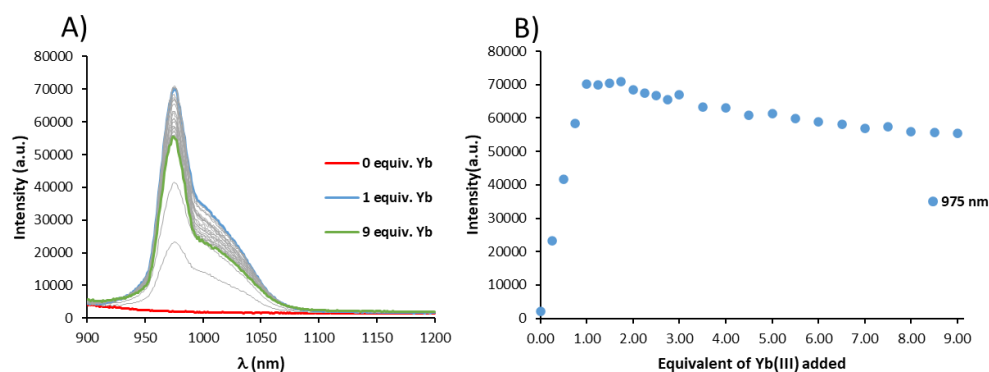 A)
80000
70000
60000
50000
40000
30000
20000
10000
0
Intensity (a.u.)
900 950 1000 1050 1100 1150 1200
λ (nm)
0 equiv. Yb
1 equiv. Yb
9 equiv. Yb
B)
80000
70000
60000
50000
40000
30000
20000
10000
0
Intensity(a.u.)
0.00 1.00 2.00 3.00 4.00 5.00 6.00 7.00 8.00 9.00
Equivalent of Yb(III) added
975 nm